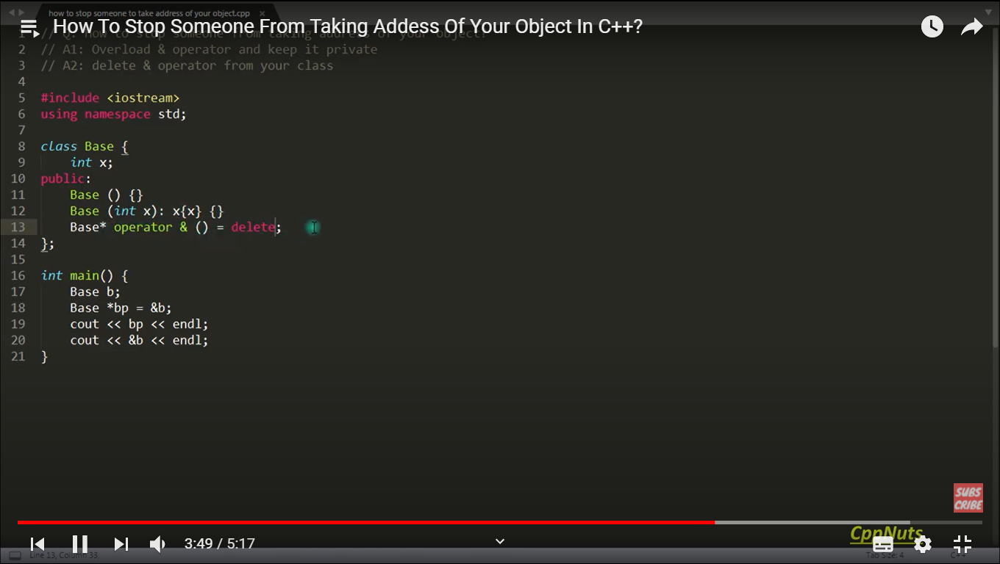 how to stop someone to take address of your object.cpp ×
How To Stop Someone From Taking Addess Of Your Object In C++?
1 // Q: How to stop someone from taking address of your object?
2 // A1: Overload & operator and keep it private
3 // A2: delete & operator from your class
4
5 #include <iostream>
6 using namespace std;
7
8 class Base {
9     int x;
10 public:
11     Base () {}
12     Base (int x): x{x} {}
13     Base* operator & () = delete;
14 };
15
16 int main() {
17     Base b;
18     Base *bp = &b;
19     cout << bp << endl;
20     cout << &b << endl;
21 }
SUBS
CRIBE
CppNuts
3:49 / 5:17
Line 13, Column 33
Tab Size: 4
C++